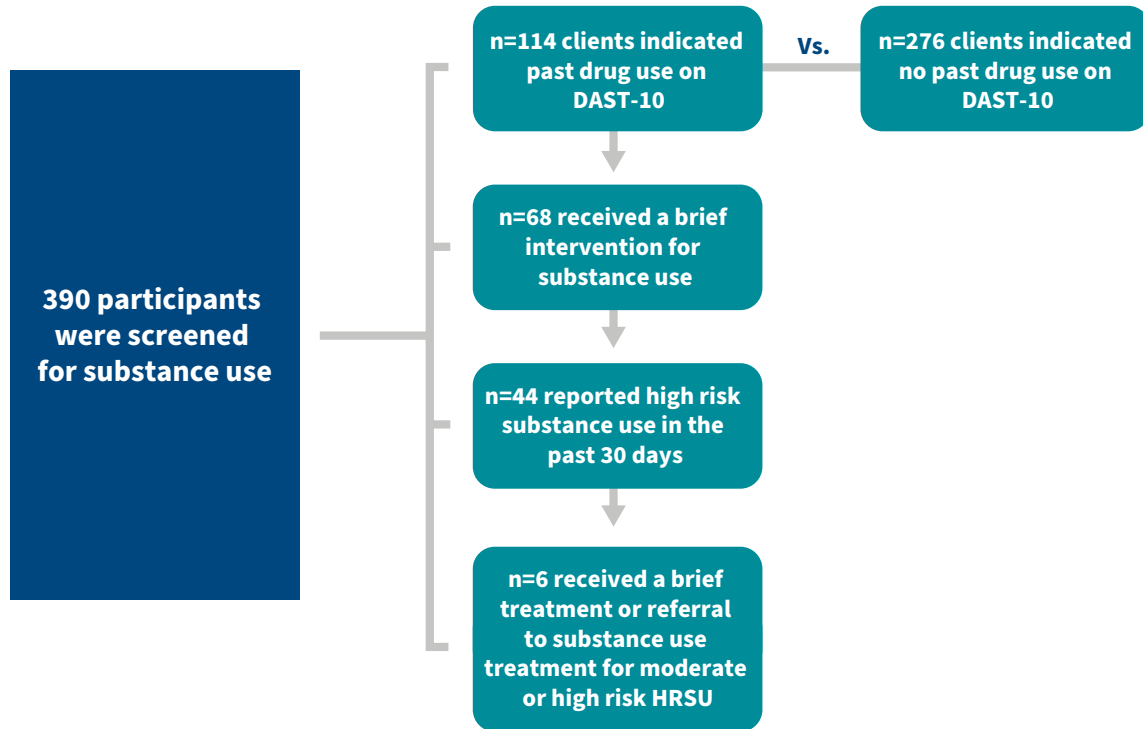 390 participants
were screened
for substance use
n=114 clients indicated
past drug use on
DAST-10
Vs.
n=276 clients indicated
no past drug use on
DAST-10
n=68 received a brief
intervention for
substance use
n=44 reported high risk
substance use in the
past 30 days
n=6 received a brief
treatment or referral
to substance use
treatment for moderate
or high risk HRSU